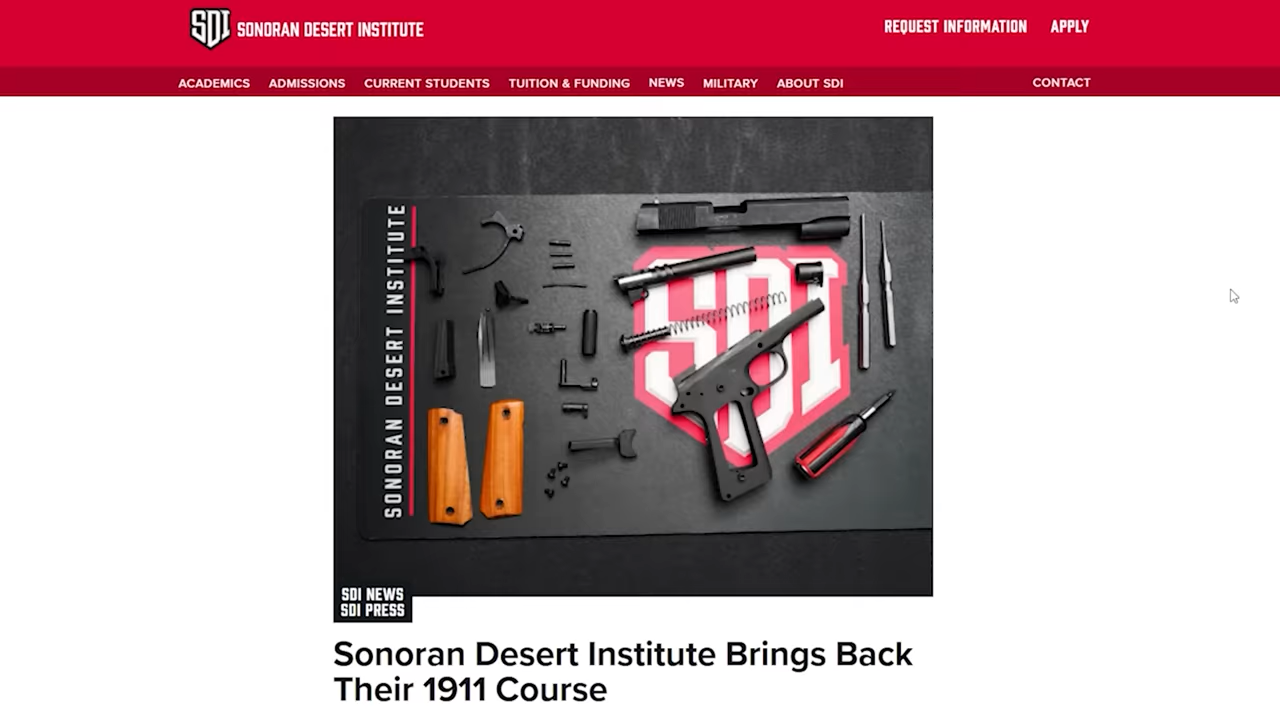 SDI SONORAN DESERT INSTITUTE
REQUEST INFORMATION APPLY
ACADEMICS ADMISSIONS CURRENT STUDENTS TUITION & FUNDING NEWS MILITARY ABOUT SDI CONTACT
SONORAN DESERT INSTITUTE
SDI
SDI NEWS
SDI PRESS
Sonoran Desert Institute Brings Back
Their 1911 Course